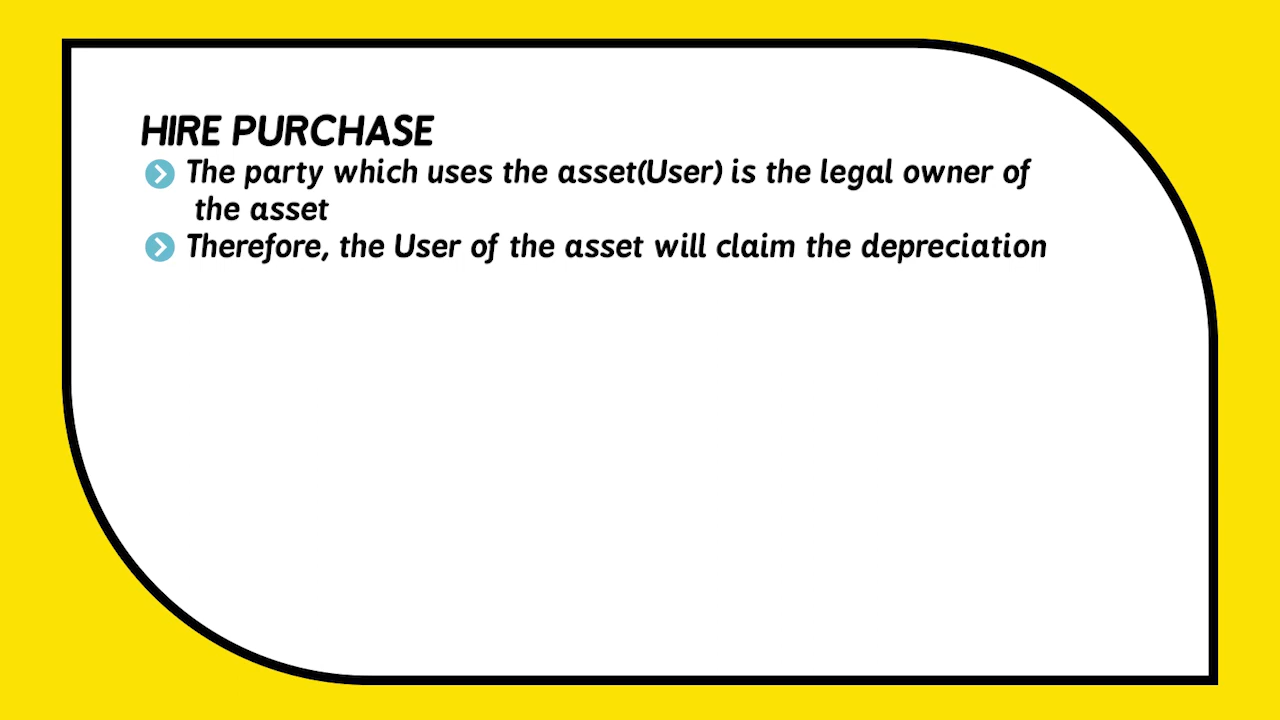 HIRE PURCHASE
The party which uses the asset(User) is the legal owner of
the asset
Therefore, the User of the asset will claim the depreciation